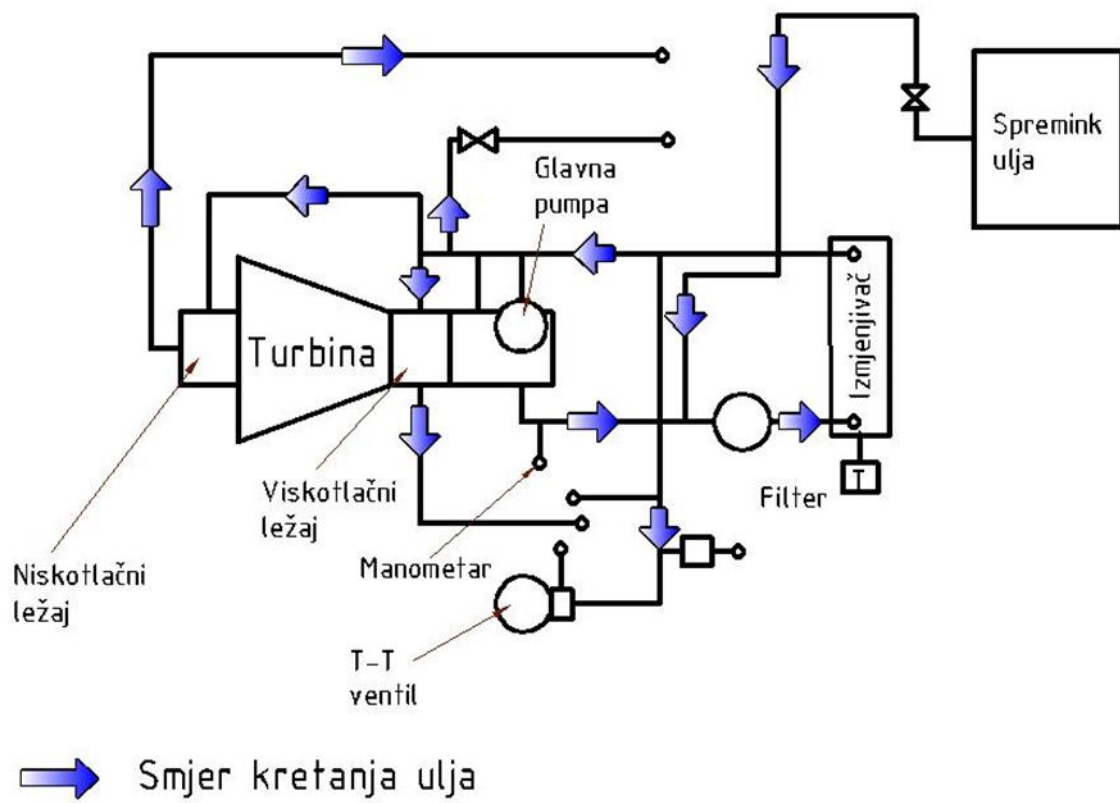 Spremink
ulja
Glavna
pumpa
Izmjenjivač
Turbina
T
Filter
Viskotlačni
ležaj
Manometar
Niskotlačni
ležaj
T-T
ventil
Smjer kretanja ulja